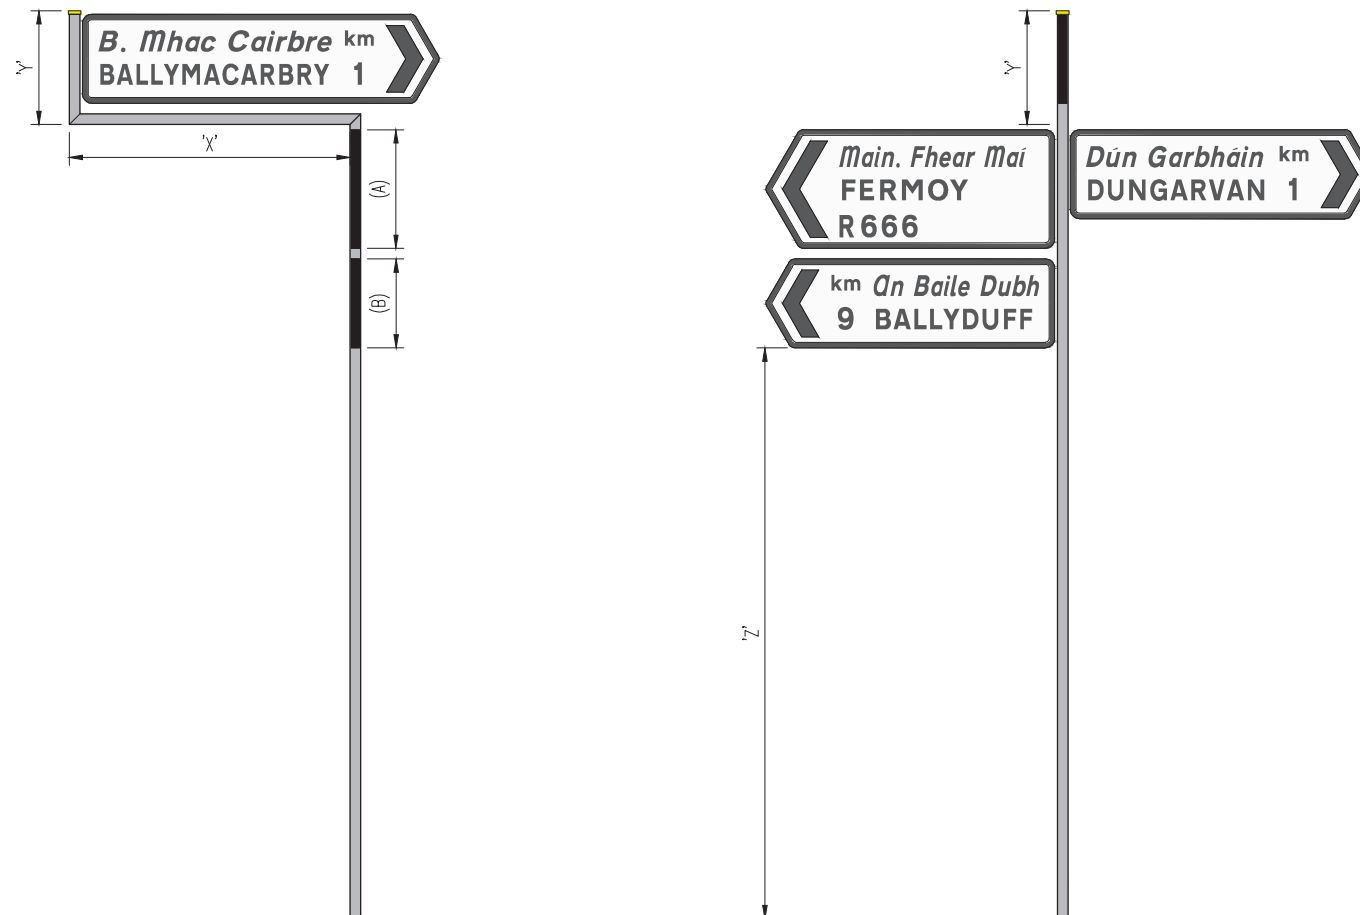 B. Mhac Cairbre km
BALLYMACARBRY 1
'Y'
'X'
(A)
(B)
'Y'
Main. Fhear Maí
FERMOY
R666
Dún Garbháin km
DUNGARVAN 1
km An Baile Dubh
9 BALLYDUFF
'Z'